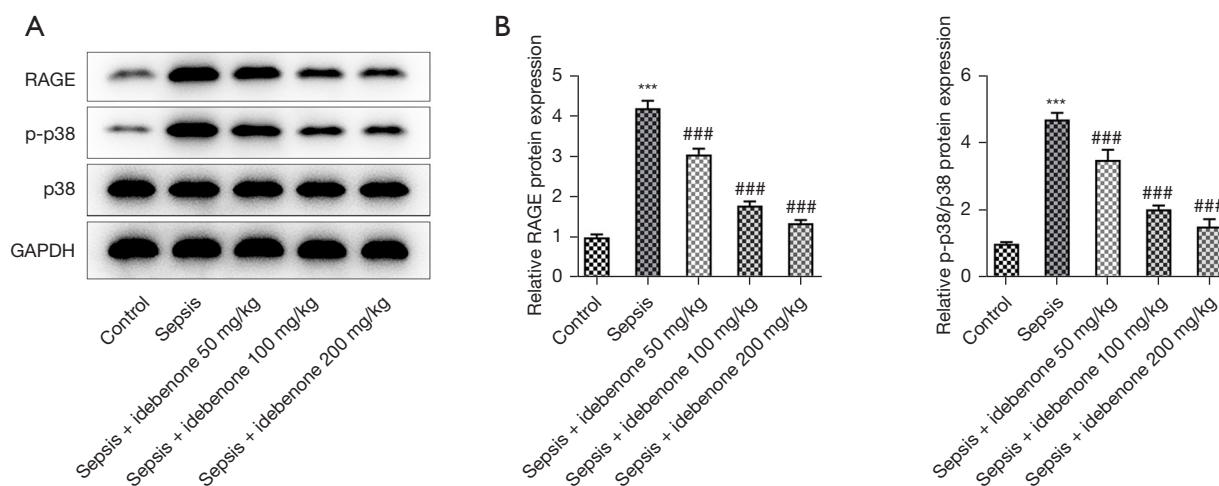 A
RAGE
p-p38
p38
GAPDH
Control
Sepsis
Sepsis + idebenone 50 mg/kg
Sepsis + idebenone 100 mg/kg
Sepsis + idebenone 200 mg/kg
B
Relative RAGE protein expression
5
4
3
2
1
0
***
###
###
###
Control
Sepsis
Sepsis + idebenone 50 mg/kg
Sepsis + idebenone 100 mg/kg
Sepsis + idebenone 200 mg/kg
Relative p-p38/p38 protein expression
6
4
2
0
***
###
###
###
Control
Sepsis
Sepsis + idebenone 50 mg/kg
Sepsis + idebenone 100 mg/kg
Sepsis + idebenone 200 mg/kg